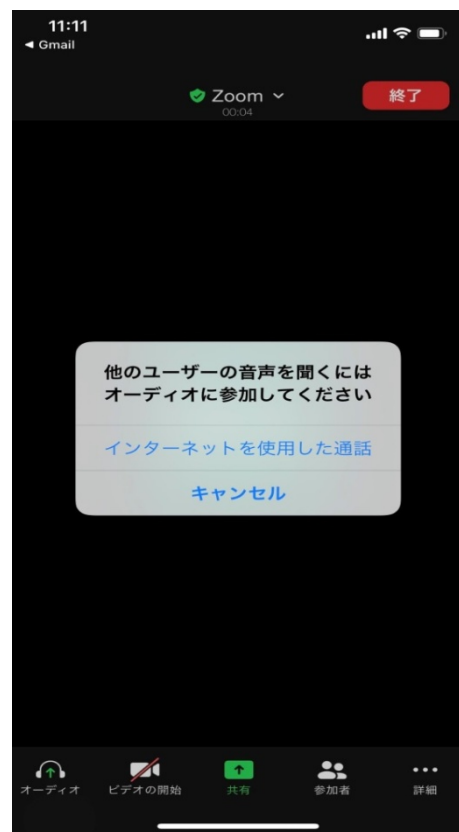 11:11
◀ Gmail
Zoom
00:04
終了
他のユーザーの音声を聞くには
オーディオに参加してください
インターネットを使用した通話
キャンセル
オーディオ
ビデオの開始
共有
参加者
詳細